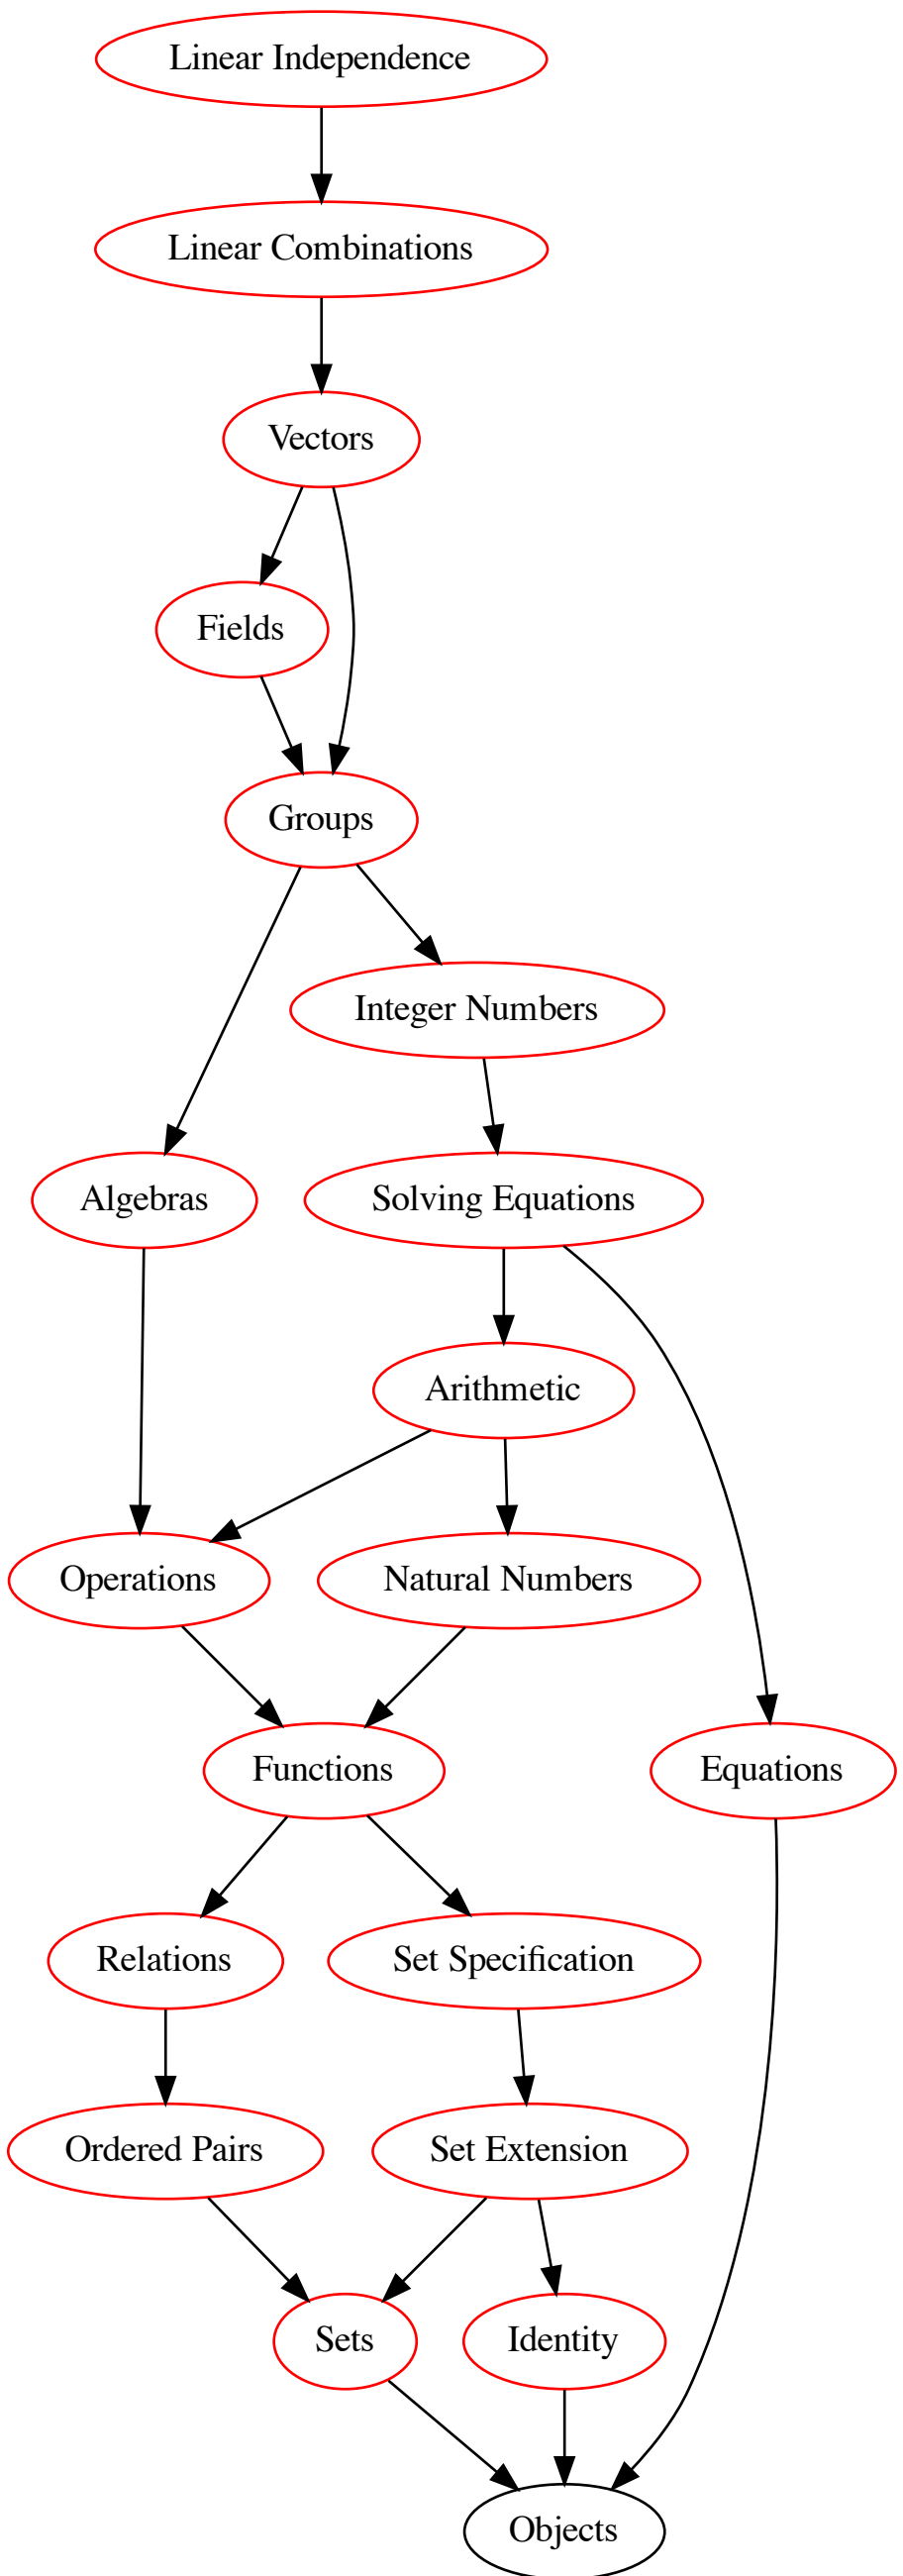 Linear Independence
Linear Combinations
Vectors
Fields
Groups
Integer Numbers
Algebras
Solving Equations
Arithmetic
Operations
Natural Numbers
Functions
Equations
Relations
Set Specification
Ordered Pairs
Set Extension
Sets
Identity
Objects